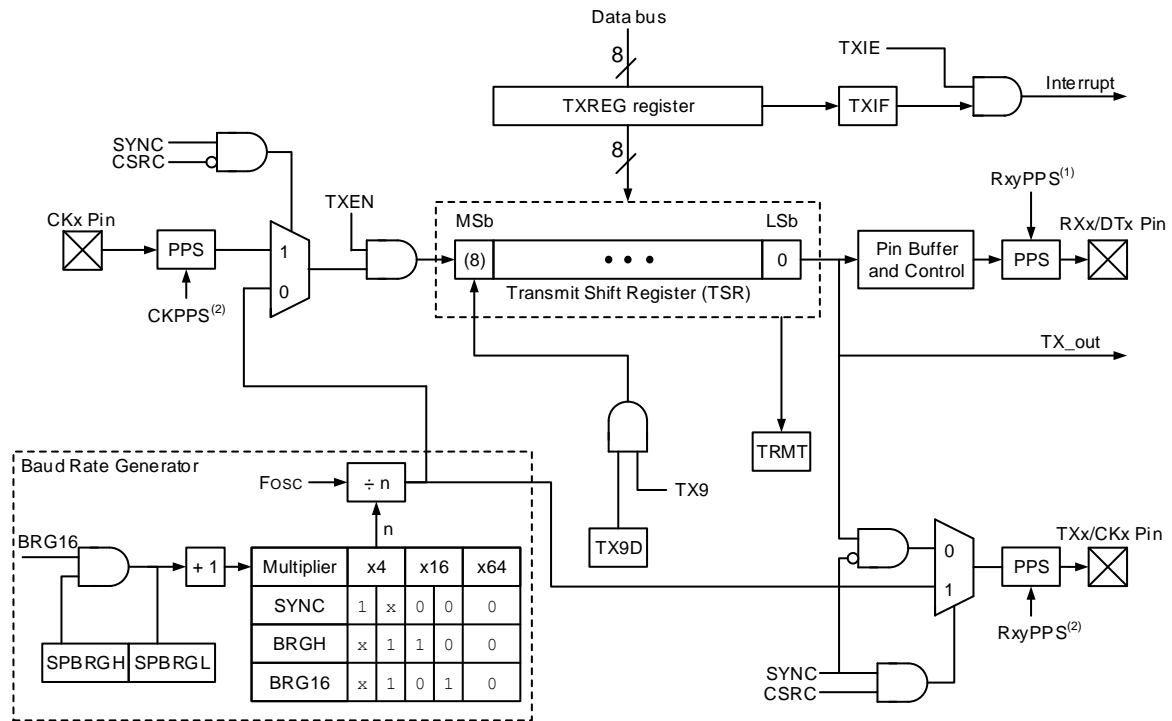 Data bus
8
TXIE
Interrupt
TXREG register
TXIF
SYNC
CSRC
8
RxyPPS(1)
TXEN
CKx Pin
MSb
LSb
RXx/DTx Pin
PPS
1
(8)
• • •
0
Pin Buffer
and Control
PPS
0
Transmit Shift Register (TSR)
CKPPS(2)
TX_out
TRMT
Baud Rate Generator
Fosc
÷ n
TX9
n
TX9D
BRG16
TXx/CKx Pin
+ 1
Multiplier x4 x16 x64
0
PPS
SYNC 1 x 0 0 0
1
BRGH x 1 1 0 0
RxyPPS(2)
SPBRGH SPBRGL
BRG16 x 1 0 1 0
SYNC
CSRC